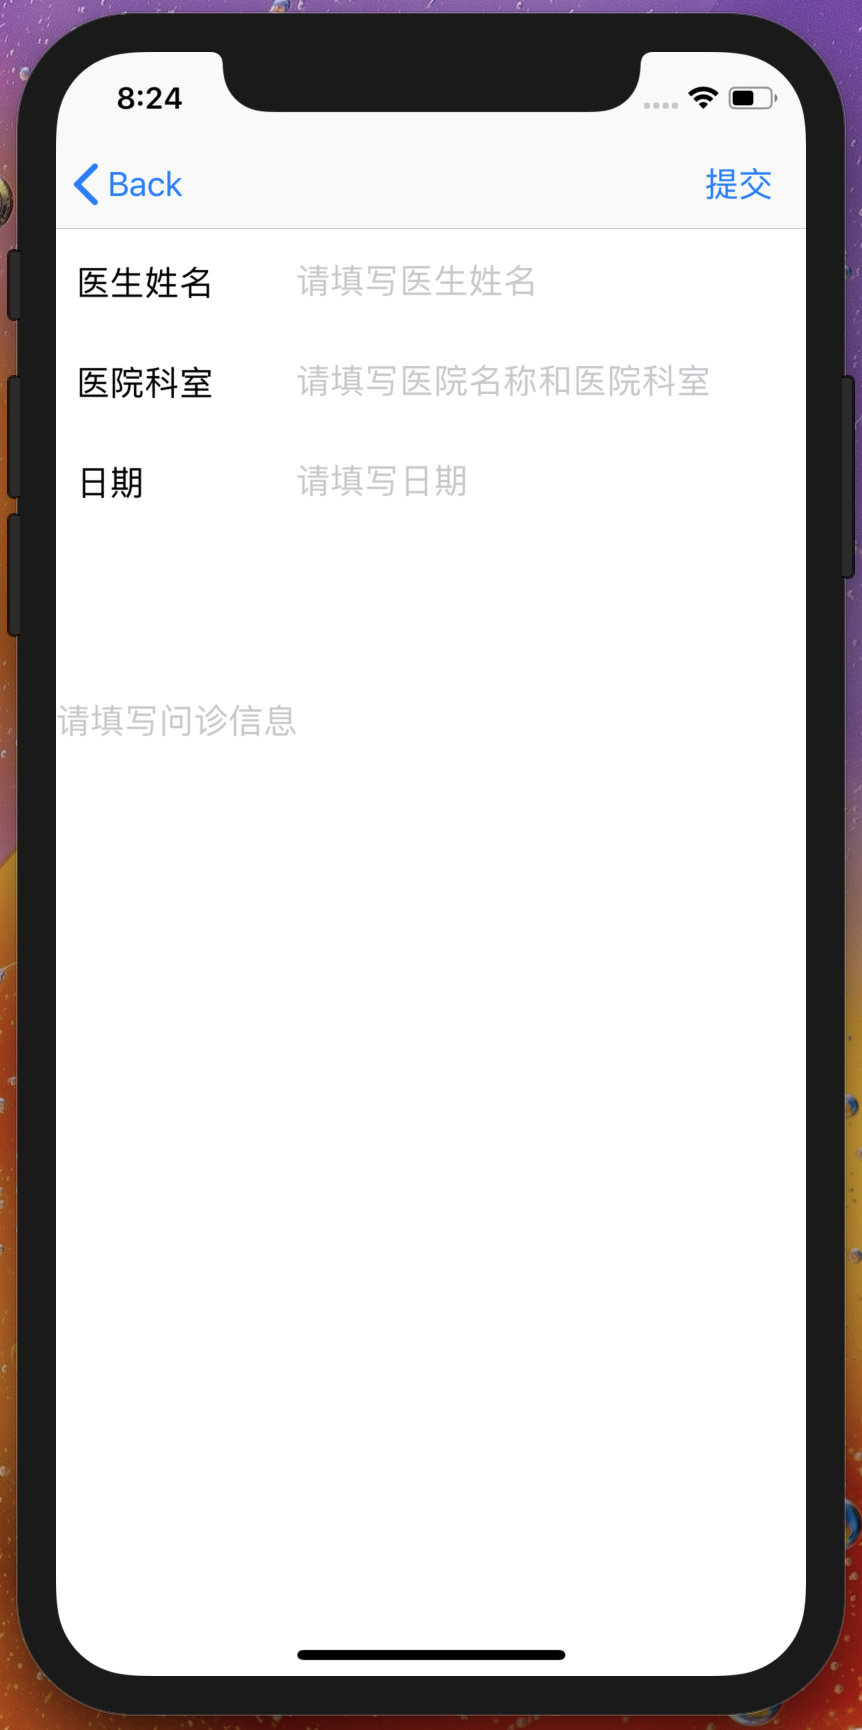 8:24
Back 提交
医生姓名 请填写医生姓名
医院科室 请填写医院名称和医院科室
日期 请填写日期
请填写问诊信息